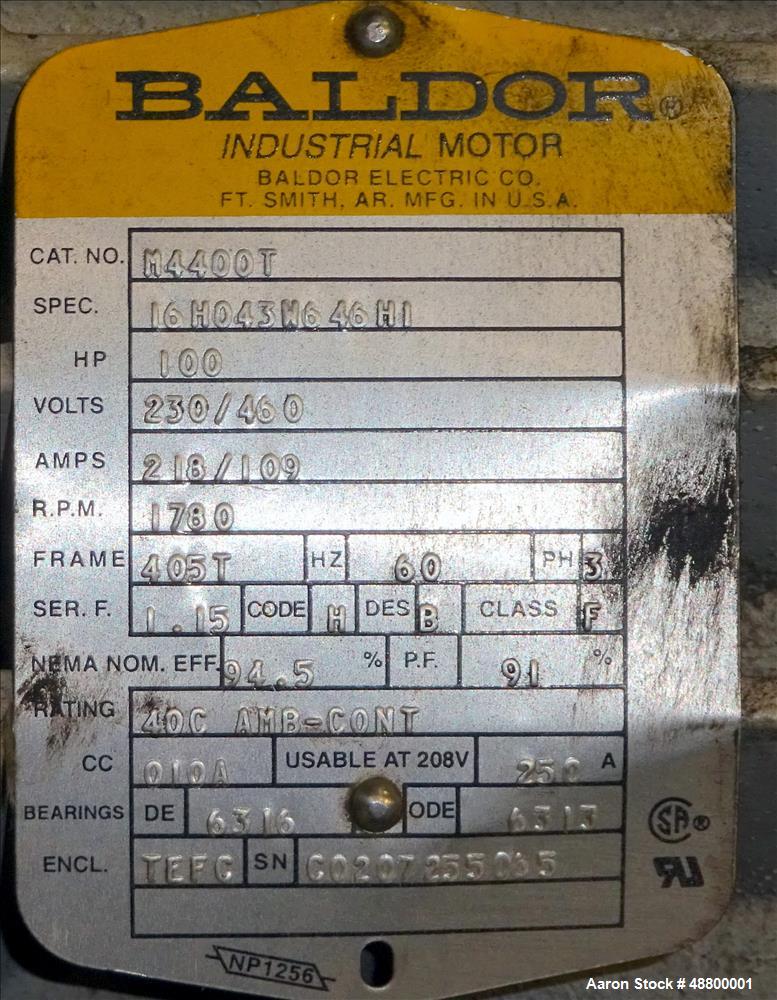 BALDOR®
INDUSTRIAL MOTOR
BALDOR ELECTRIC CO.
FT. SMITH, AR. MFG. IN U.S.A.
CAT. NO. M4400T
SPEC. 16H043W646H1
HP 100
VOLTS 230/460
AMPS 218/109
R.P.M. 1780
FRAME 405T HZ 60 PH 3
SER. F. 1.15 CODE H DES B CLASS F
NEMA NOM. EFF. 94.5 % P.F. 91 %
RATING 40C AMB-CONT
CC 010A USABLE AT 208V 250 A
BEARINGS DE 6316 ODE 6313
ENCL. TEFC SN
SA®
NP1256
Aaron Stock # 48800001